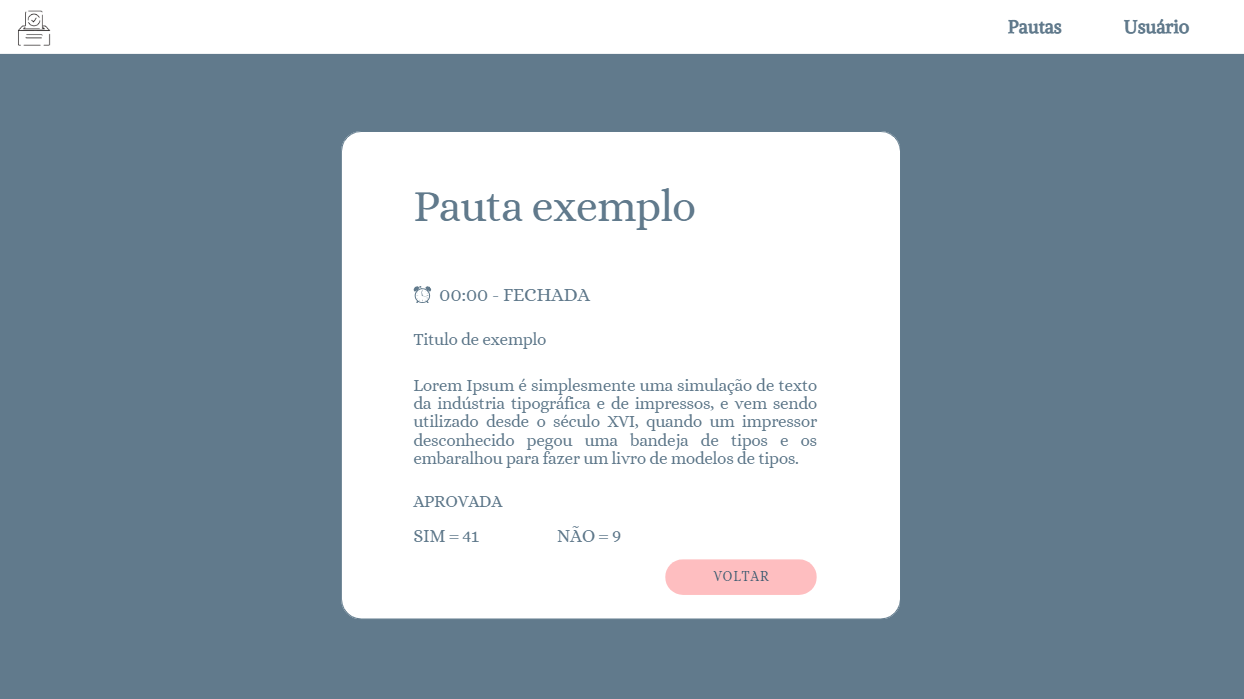 Pautas Usuário
Pauta exemplo
00:00 - FECHADA
Titulo de exemplo
Lorem Ipsum é simplesmente uma simulação de texto
da indústria tipográfica e de impressos, e vem sendo
utilizado desde o século XVI, quando um impressor
desconhecido pegou uma bandeja de tipos e os
embaralhou para fazer um livro de modelos de tipos.
APROVADA
SIM = 41 NÃO = 9
VOLTAR